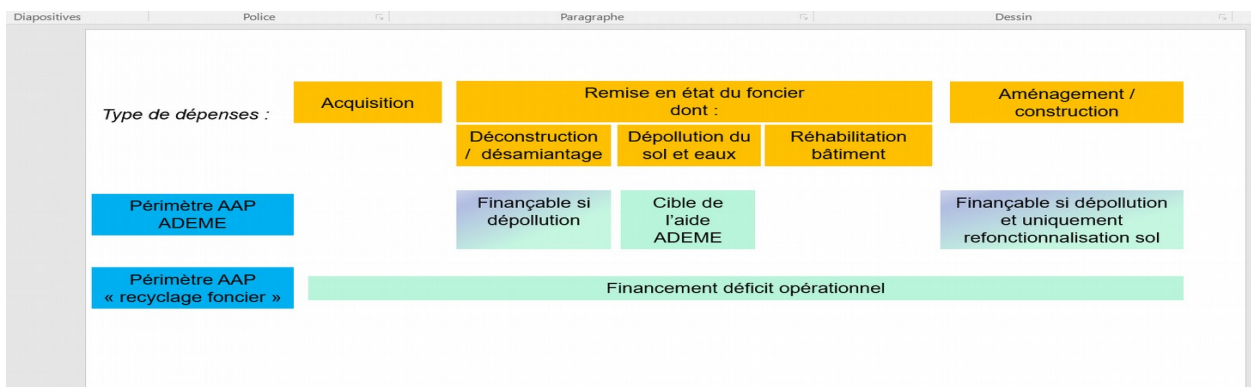 Diapositives Police Paragraphe Dessin
Type de dépenses :
Acquisition
Remise en état du foncier
dont :
Aménagement /
construction
Déconstruction
/ désamiantage
Dépollution du
sol et eaux
Réhabilitation
bâtiment
Périmètre AAP
ADEME
Finançable si
dépollution
Cible de
l’aide
ADEME
Finançable si dépollution
et uniquement
refonctionnalisation sol
Périmètre AAP
« recyclage foncier »
Financement déficit opérationnel